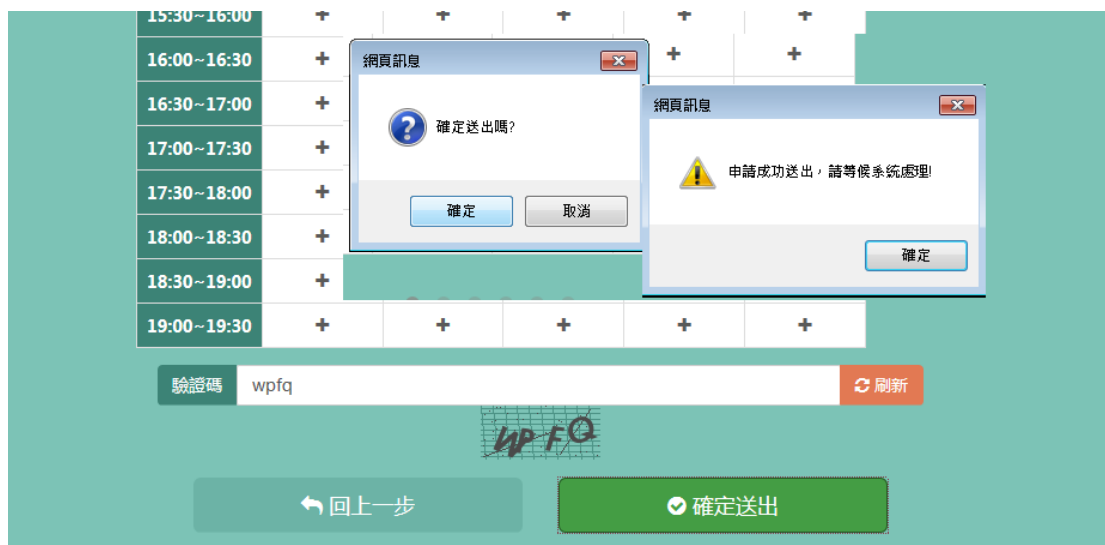 15:30~16:00
16:00~16:30
16:30~17:00
17:00~17:30
17:30~18:00
18:00~18:30
18:30~19:00
19:00~19:30
網頁訊息
確定送出嗎?
確定 取消
網頁訊息
申請成功送出，請等候系統處理!
確定
驗證碼 wpfq 刷新
WPFQ
回上一步 確定送出